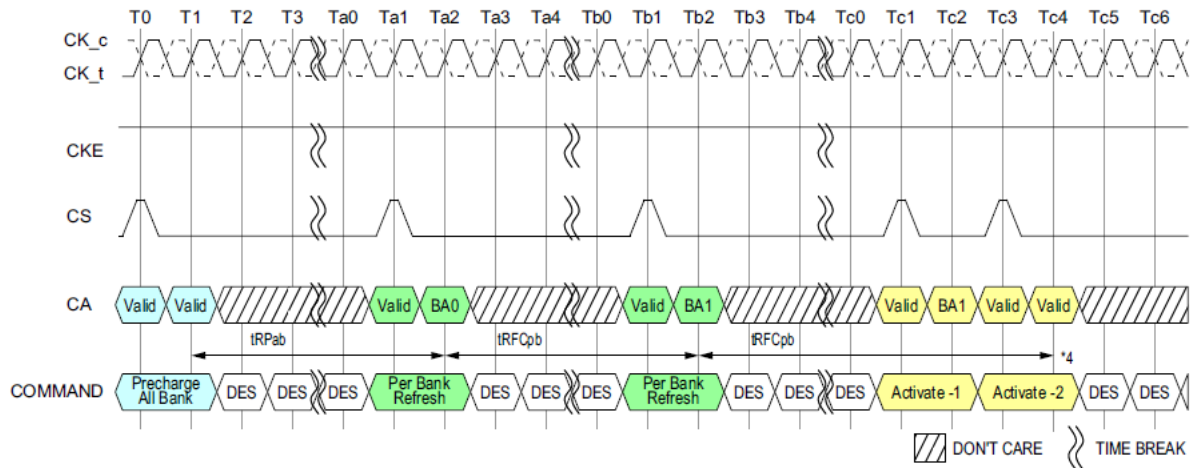 T0 T1 T2 T3 Ta0 Ta1 Ta2 Ta3 Ta4 Tb0 Tb1 Tb2 Tb3 Tb4 Tc0 Tc1 Tc2 Tc3 Tc4 Tc5 Tc6
CK_c
CK_t
CKE
CS
CA Valid Valid Valid BA0 Valid BA1 Valid BA1 Valid Valid
tRPab tRFCpb tRFCpb *4
COMMAND Precharge All Bank DES DES DES Per Bank Refresh DES DES DES Per Bank Refresh DES DES DES Activate -1 Activate -2 DES DES
DON'T CARE TIME BREAK